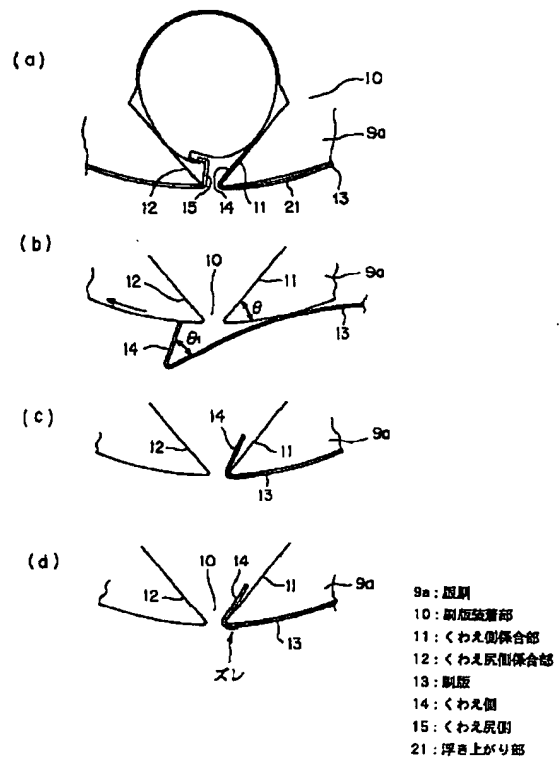 (a)
10
9a
12
15
14
11
21
13
(b)
10
12
11
9a
θ
14
θ₁
13
(c)
14
12
11
9a
13
(d)
10
14
12
11
9a
13
ズレ
9a：版胴
10：刷版装着部
11：くわえ側係合部
12：くわえ尻側係合部
13：刷版
14：くわえ側
15：くわえ尻側
21：浮き上がり部